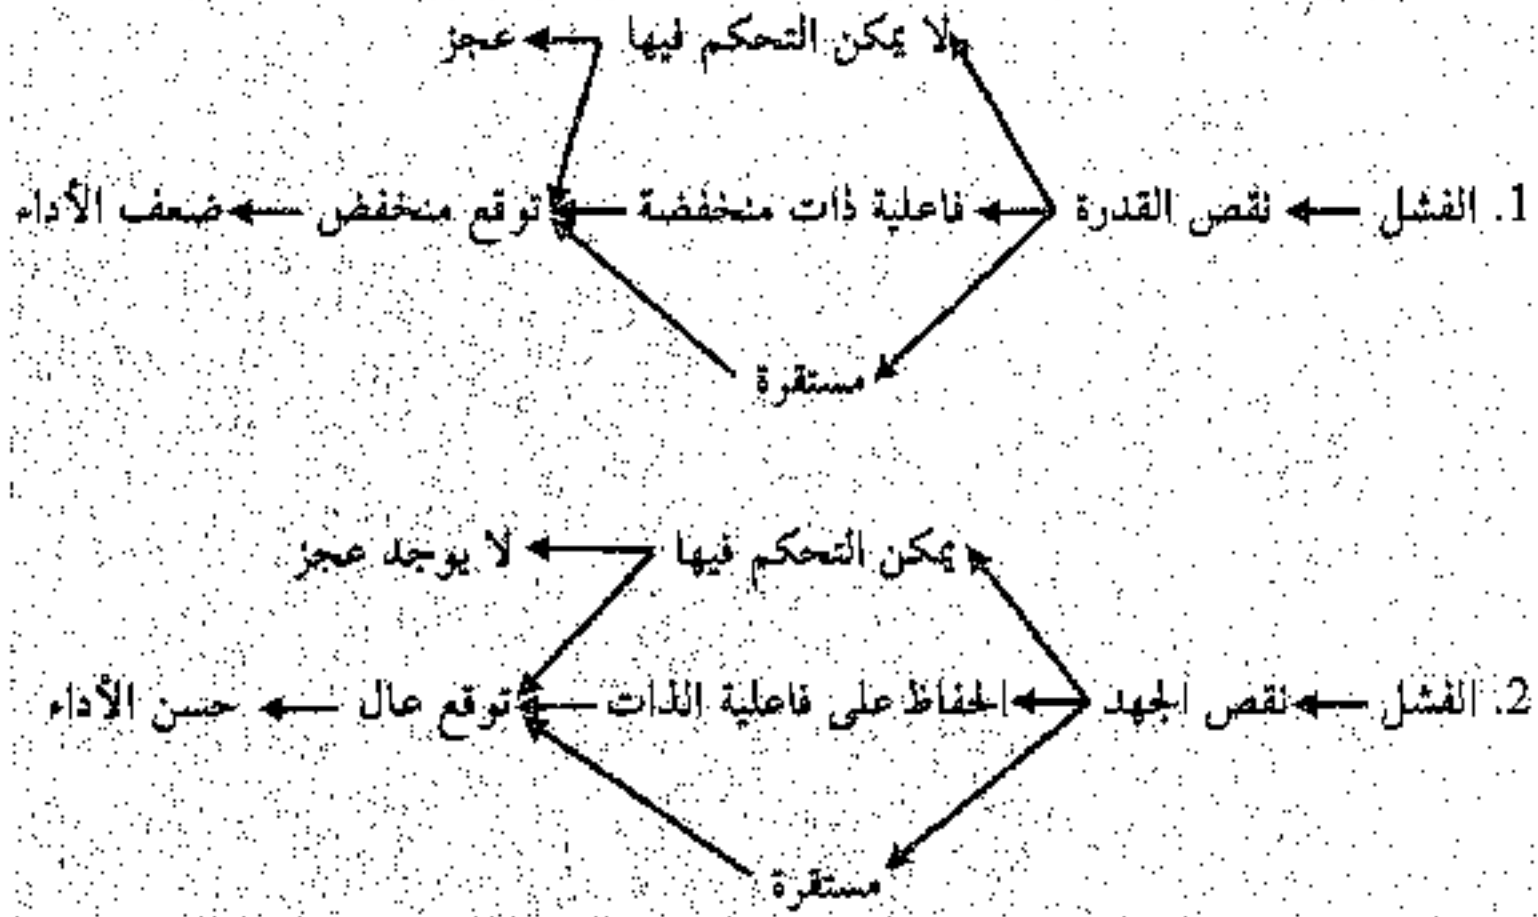 لا يمكن التحكم فيها عجز
1. الفشل نقص القدرة فاعلية ذات منخفضة توقع منخفض ضعف الأداء
مستقرة
يمكن التحكم فيها لا يوجد عجز
2. الفشل نقص الجهد الحفاظ على فاعلية الذات توقع عال حسن الأداء
مستقرة